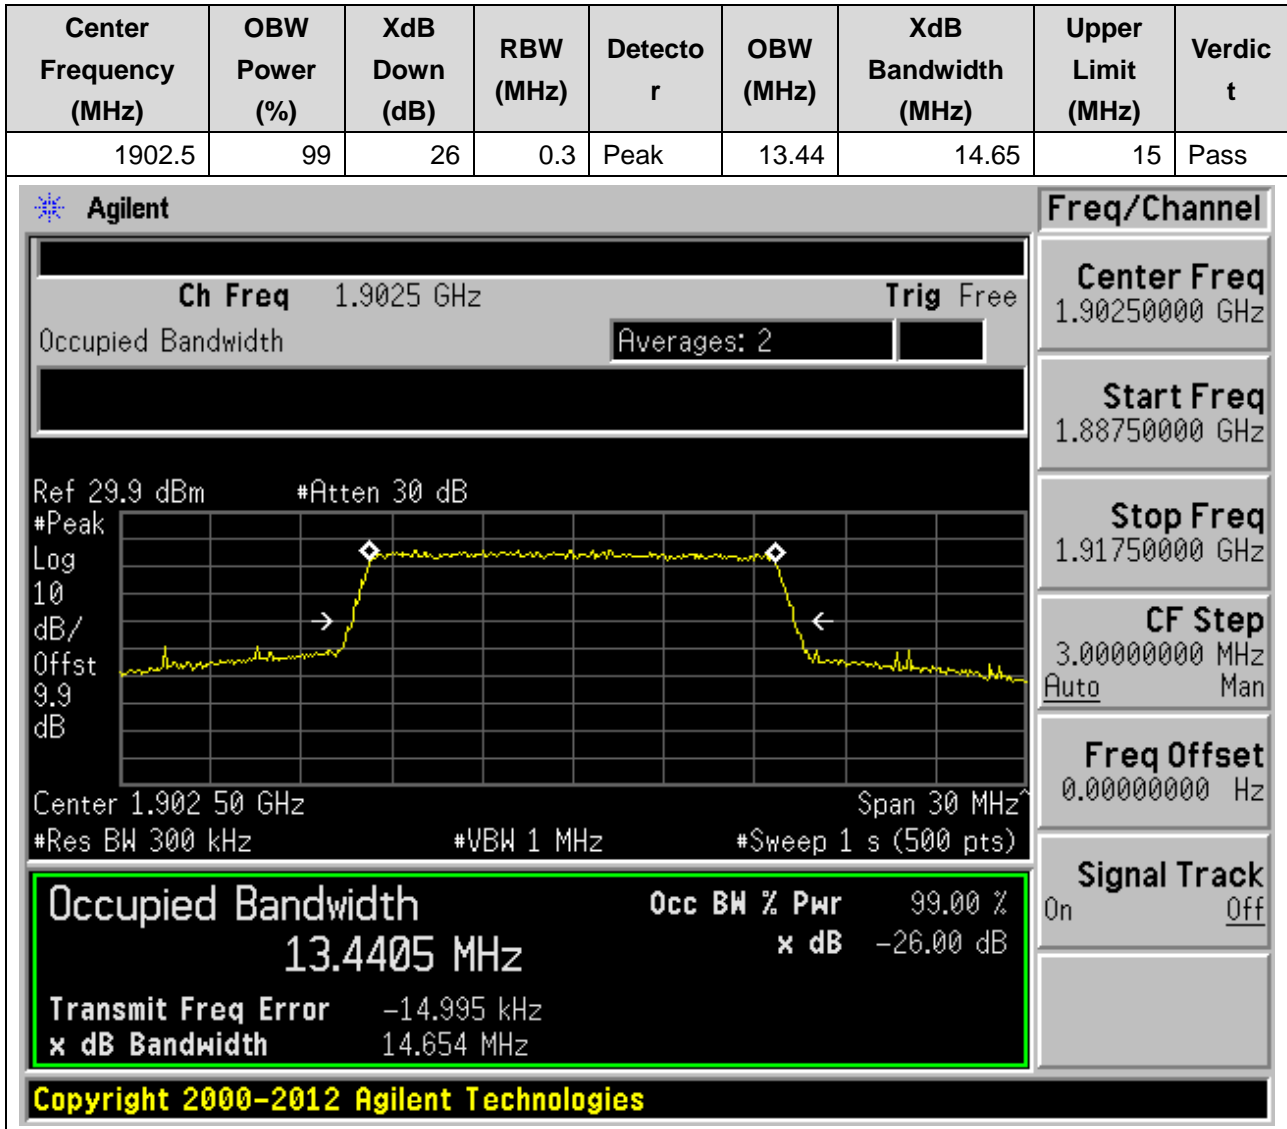 Center Frequency (MHz) OBW Power (%) XdB Down (dB) RBW (MHz) Detecto r OBW (MHz) XdB Bandwidth (MHz) Upper Limit (MHz) Verdic t
1902.5 99 26 0.3 Peak 13.44 14.65 15 Pass
Agilent
Freq/Channel
Ch Freq 1.9025 GHz Trig Free
Occupied Bandwidth Averages: 2
Center Freq
1.90250000 GHz
Start Freq
1.88750000 GHz
Stop Freq
1.91750000 GHz
CF Step
3.00000000 MHz
Auto Man
Freq Offset
0.00000000 Hz
Signal Track
On Off
Ref 29.9 dBm #Atten 30 dB
#Peak
Log
10
dB/
Offst
9.9
dB
Center 1.902 50 GHz Span 30 MHz^
#Res BW 300 kHz #VBW 1 MHz #Sweep 1 s (500 pts)
Occupied Bandwidth Occ BW % Pwr 99.00 %
13.4405 MHz x dB -26.00 dB
Transmit Freq Error -14.995 kHz
x dB Bandwidth 14.654 MHz
Copyright 2000-2012 Agilent Technologies